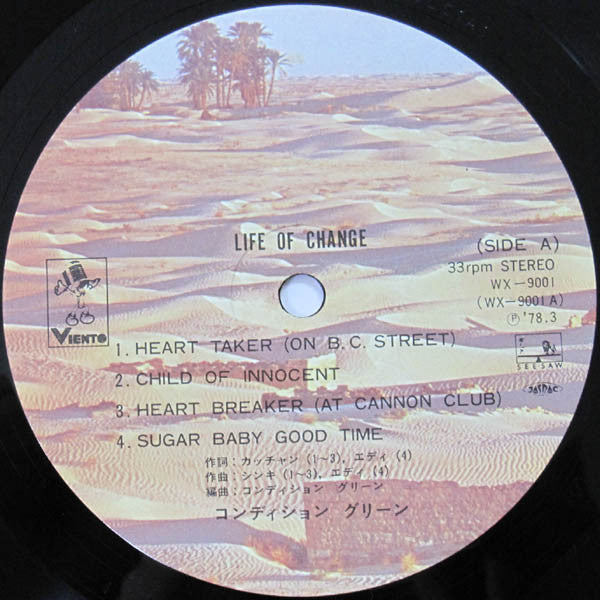 LIFE OF CHANGE
(SIDE A)
33rpm STEREO
WX-9001
(WX-9001A)
Ⓟ'78.3
VIENTO
SEESAW
JASRAC
1. HEART TAKER (ON B.C. STREET)
2. CHILD OF INNOCENT
3. HEART BREAKER (AT CANNON CLUB)
4. SUGAR BABY GOOD TIME
作詞:カッチャン(1〜3)、エディ(4)
作曲:シンキ(1〜3)、エディ(4)
編曲:コンディション グリーン
コンディション グリーン